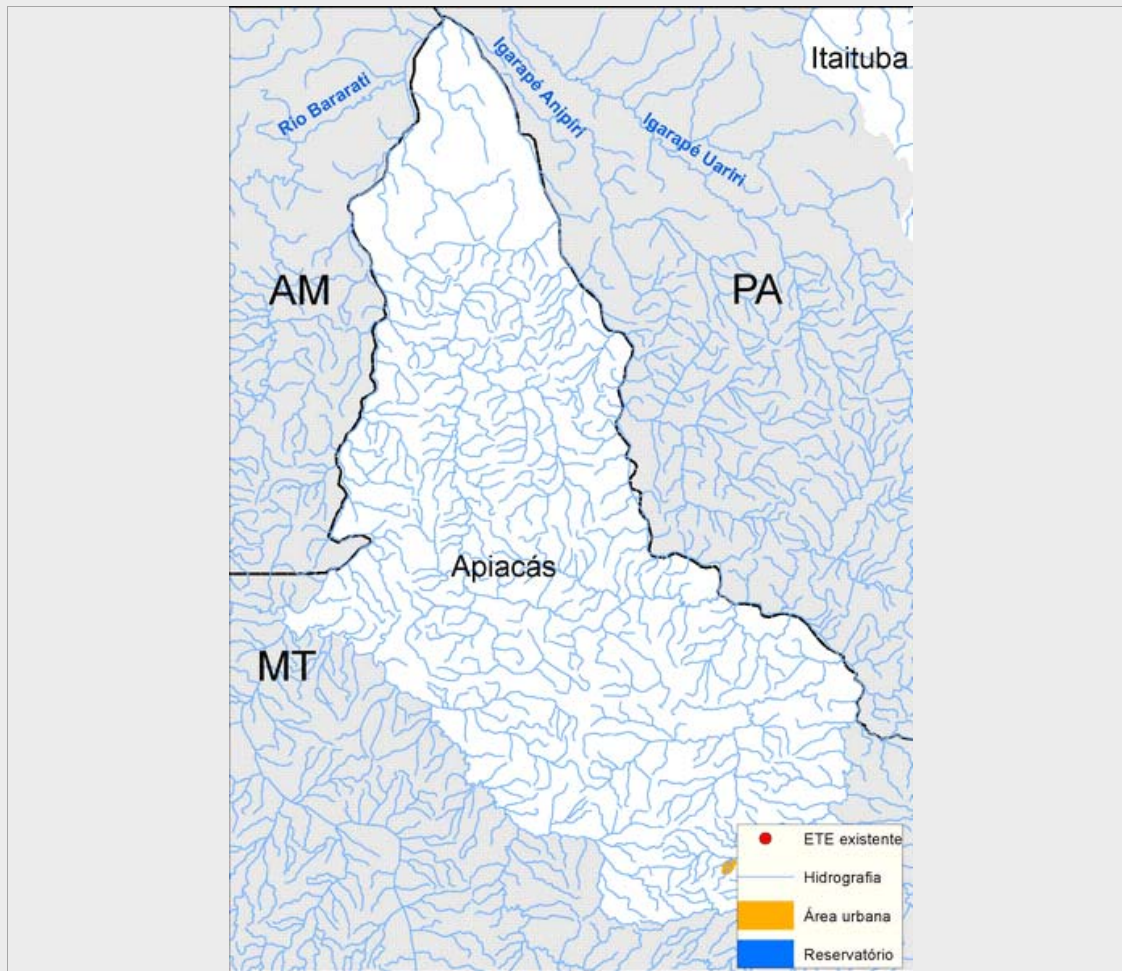 Itaituba
Rio Bararati
Igarapé Anipiri
Igarapé Uariri
AM
PA
Apiacás
MT
ETE existente
Hidrografia
Área urbana
Reservatório